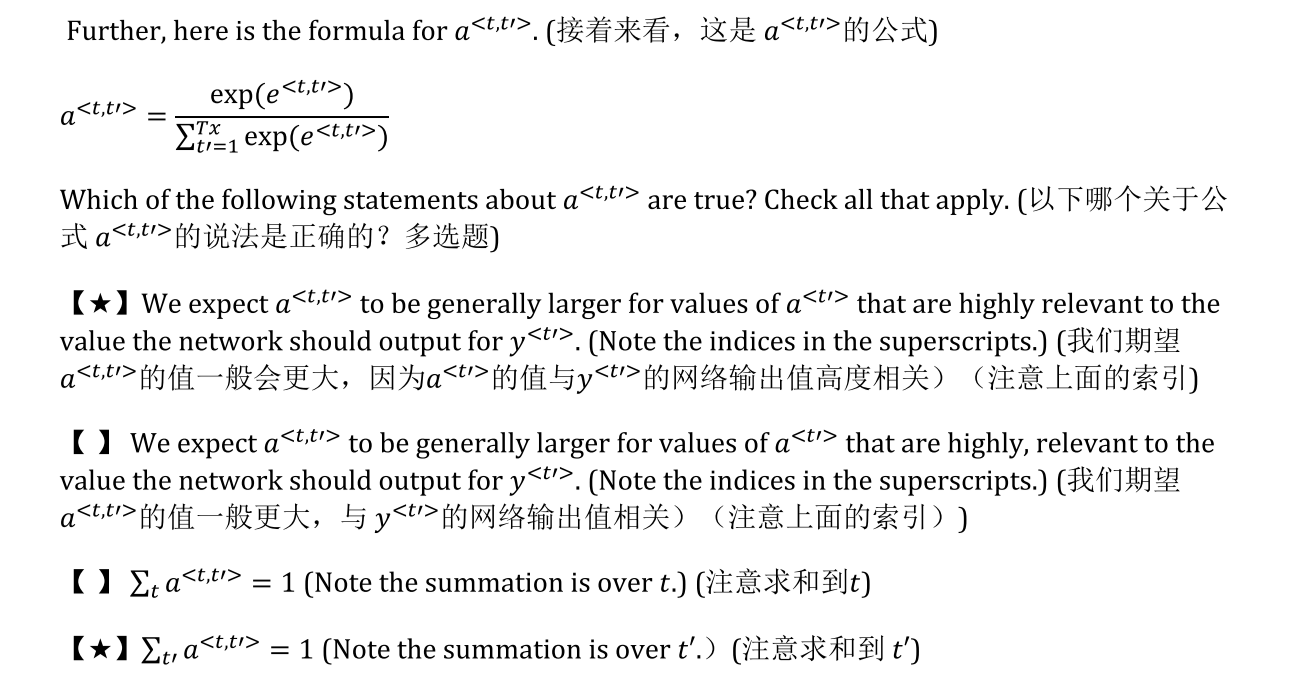 Further, here is the formula for a^{<t,t′>}. (接着来看，这是 a^{<t,t′>}的公式)
a^{<t,t′>} = \frac{exp(e^{<t,t′>})}{∑_{t′=1}^{Tx} exp(e^{<t,t′>})}
Which of the following statements about a^{<t,t′>} are true? Check all that apply. (以下哪个关于公
式 a^{<t,t′>}的说法是正确的？多选题)
【★】We expect a^{<t,t′>} to be generally larger for values of a^{<t′>} that are highly relevant to the
value the network should output for y^{<t′>}. (Note the indices in the superscripts.) (我们期望
a^{<t,t′>}的值一般会更大，因为a^{<t′>}的值与y^{<t′>}的网络输出值高度相关）（注意上面的索引)
【 】 We expect a^{<t,t′>} to be generally larger for values of a^{<t′>} that are highly, relevant to the
value the network should output for y^{<t′>}. (Note the indices in the superscripts.) (我们期望
a^{<t,t′>}的值一般更大，与 y^{<t′>}的网络输出值相关）（注意上面的索引）)
【 】∑_t a^{<t,t′>} = 1 (Note the summation is over t.) (注意求和到t)
【★】∑_{t′} a^{<t,t′>} = 1 (Note the summation is over t′.）(注意求和到 t′)